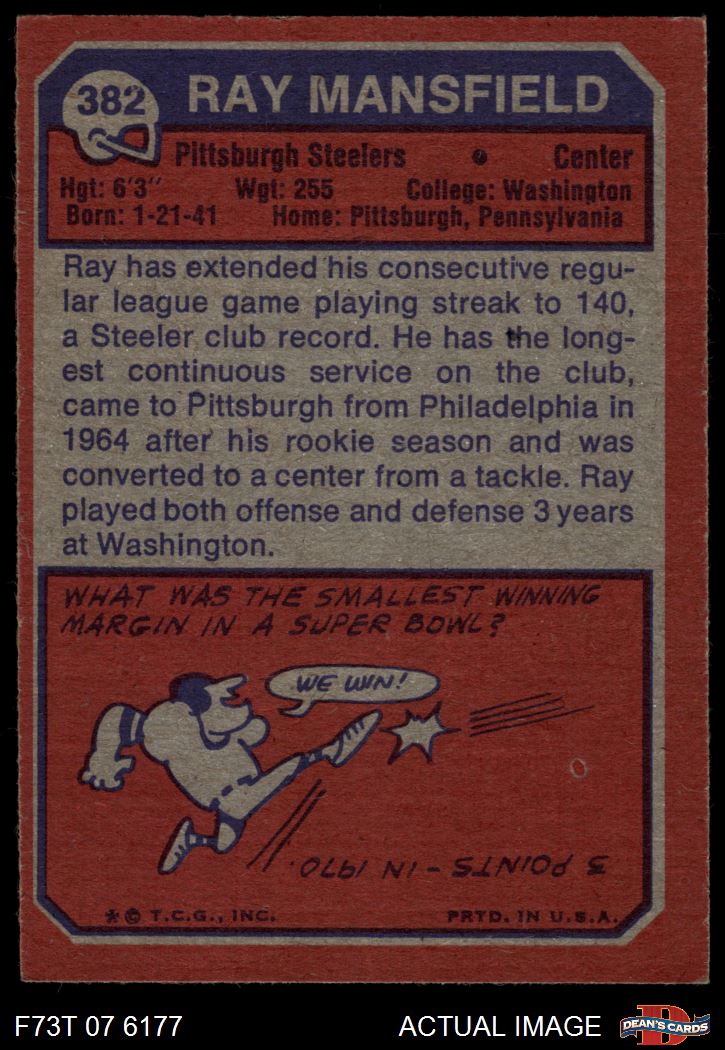 382 RAY MANSFIELD
Pittsburgh Steelers • Center
Hgt: 6'3" Wgt: 255 College: Washington
Born: 1-21-41 Home: Pittsburgh, Pennsylvania
Ray has extended his consecutive regu-
lar league game playing streak to 140,
a Steeler club record. He has the long-
est continuous service on the club,
came to Pittsburgh from Philadelphia in
1964 after his rookie season and was
converted to a center from a tackle. Ray
played both offense and defense 3 years
at Washington.
WHAT WAS THE SMALLEST WINNING
MARGIN IN A SUPER BOWL?
WE WIN!
3 POINTS - IN 1970.
* © T.C.G., INC. PRTD. IN U.S.A.
F73T 07 6177 ACTUAL IMAGE
D
DEAN'S CARDS